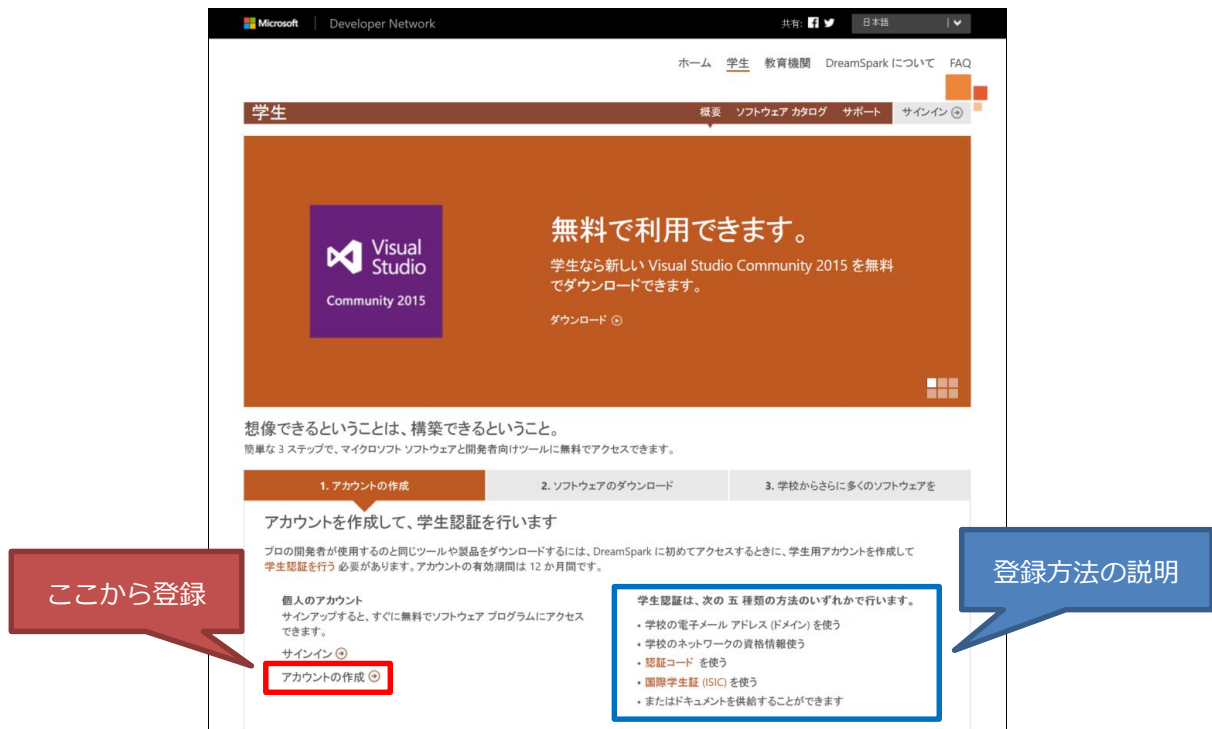 Microsoft
Developer Network
共有:
日本語
ホーム 学生 教育機関 DreamSpark について FAQ
学生
概要 ソフトウェア カタログ サポート サインイン
Visual
Studio
Community 2015
無料で利用できます。
学生なら新しい Visual Studio Community 2015 を無料
でダウンロードできます。
ダウンロード
想像できるということは、構築できるということ。
簡単な 3 ステップで、マイクロソフト ソフトウェアと開発者向けツールに無料でアクセスできます。
1. アカウントの作成
2. ソフトウェアのダウンロード
3. 学校からさらに多くのソフトウェアを
アカウントを作成して、学生認証を行います
プロの開発者が使用するのと同じツールや製品をダウンロードするには、DreamSpark に初めてアクセスするときに、学生用アカウントを作成して
学生認証を行う 必要があります。アカウントの有効期間は 12 か月間です。
ここから登録
個人のアカウント
サインアップすると、すぐに無料でソフトウェア プログラムにアクセス
できます。
サインイン
アカウントの作成
学生認証は、次の 五 種類の方法のいずれかで行います。
・学校の電子メール アドレス (ドメイン) を使う
・学校のネットワークの資格情報使う
・認証コード を使う
・国際学生証 (ISIC) を使う
・またはドキュメントを供給することができます
登録方法の説明